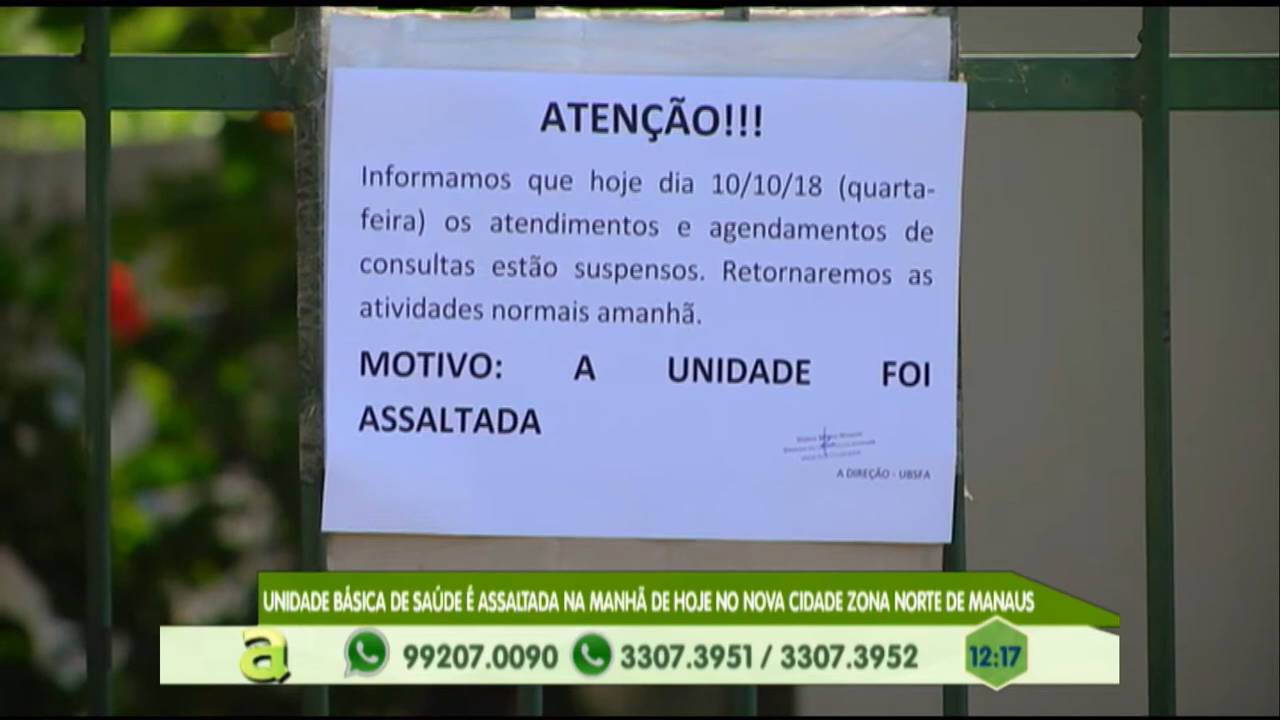 ATENÇÃO!!!
Informamos que hoje dia 10/10/18 (quarta-
feira) os atendimentos e agendamentos de
consultas estão suspensos. Retornaremos as
atividades normais amanhã.
MOTIVO: A UNIDADE FOI
ASSALTADA
A DIREÇÃO - UBSFA
UNIDADE BÁSICA DE SAÚDE É ASSALTADA NA MANHÃ DE HOJE NO NOVA CIDADE ZONA NORTE DE MANAUS
a 99207.0090 3307.3951 / 3307.3952 12:17